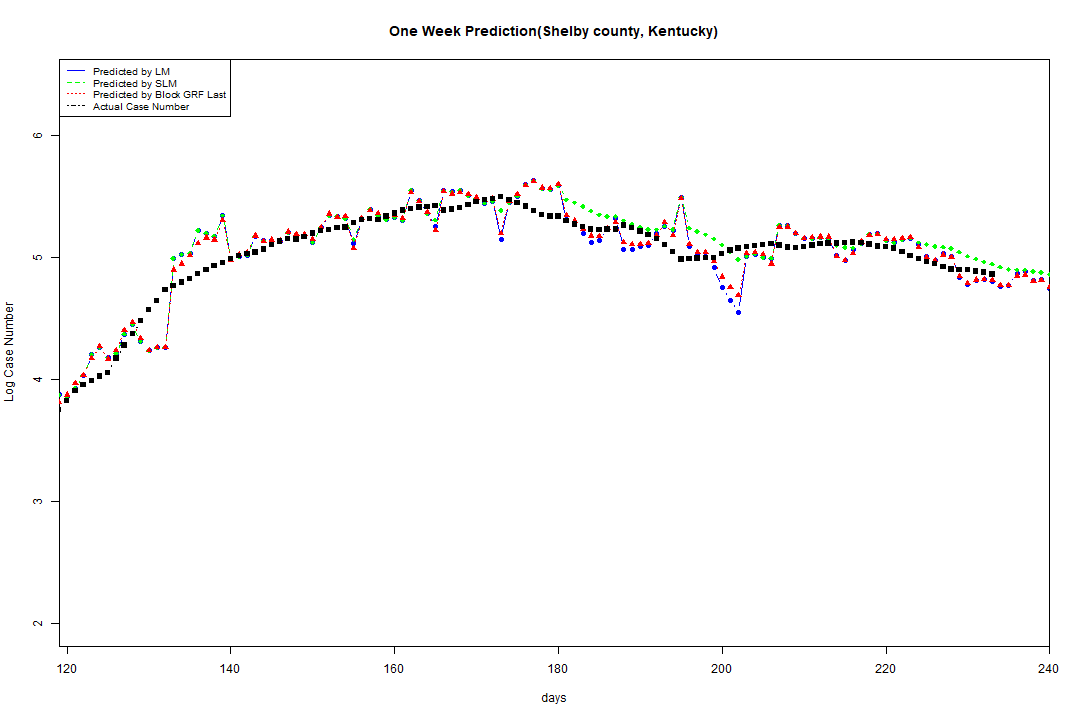 One Week Prediction(Shelby county, Kentucky)
Predicted by LM
Predicted by SLM
Predicted by Block GRF Last
Actual Case Number
6
5
4
3
2
Log Case Number
120 140 160 180 200 220 240
days